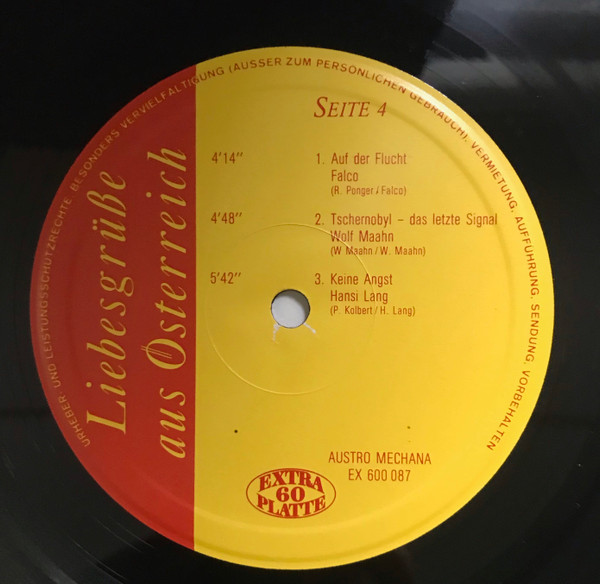 URHEBER- UND LEISTUNGSSCHUTZRECHTE BESONDERS VERVIELFÄLTIGUNG (AUSSER ZUM PERSÖNLICHEN GEBRAUCH), VERMIETUNG, AUFFÜHRUNG, SENDUNG, VORBEHALTEN
Liebesgrüße
aus Österreich
SEITE 4
4'14" 1. Auf der Flucht
Falco
(R. Ponger/Falco)
4'48" 2. Tschernobyl – das letzte Signal
Wolf Maahn
(W Maahn/W. Maahn)
5'42" 3. Keine Angst
Hansi Lang
(P. Kolbert/H. Lang)
AUSTRO MECHANA
EX 600 087
EXTRA
60
PLATTE